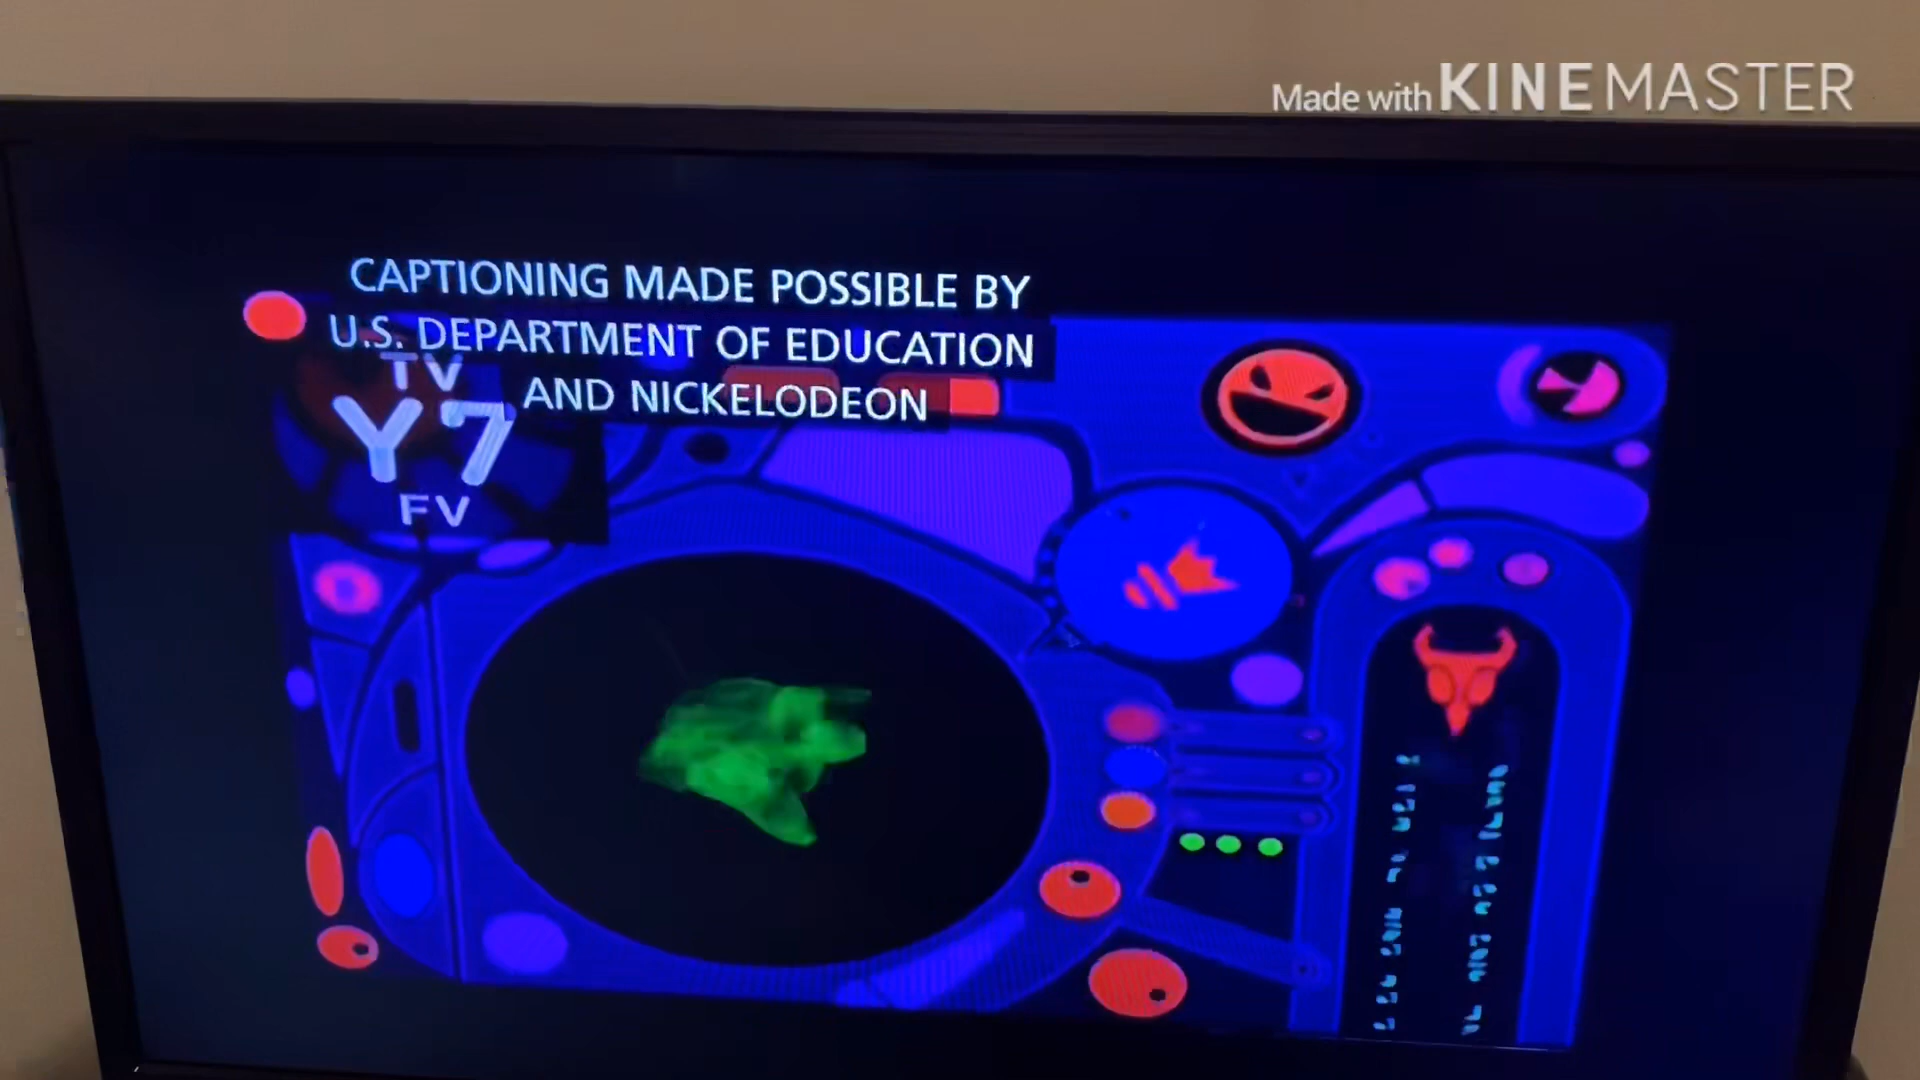 Made with KINEMASTER
CAPTIONING MADE POSSIBLE BY
U.S. DEPARTMENT OF EDUCATION
AND NICKELODEON
TV
Y7
FV